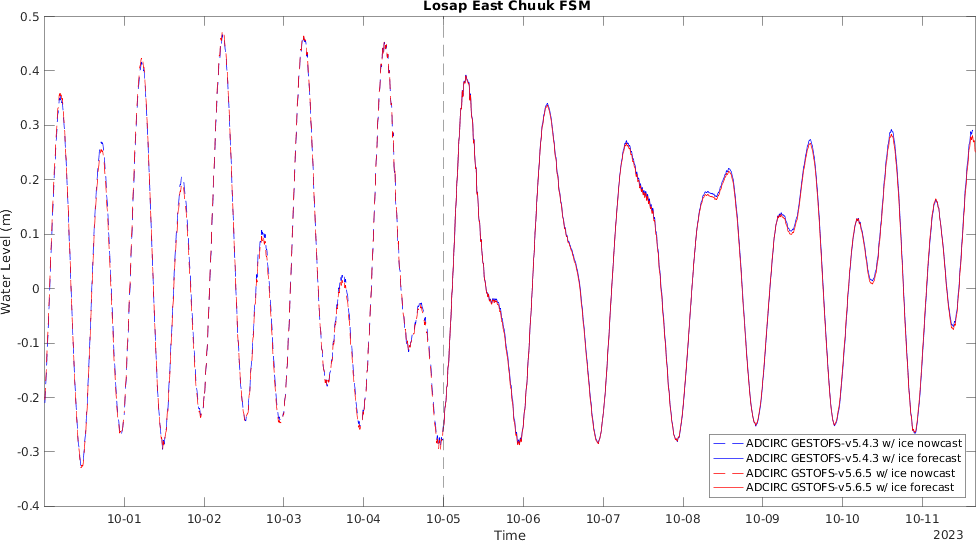 Losap East Chuuk FSM
0.5
0.4
0.3
0.2
0.1
0
-0.1
-0.2
-0.3
-0.4
Water Level (m)
ADCIRC GESTOFS-v5.4.3 w/ ice nowcast
ADCIRC GESTOFS-v5.4.3 w/ ice forecast
ADCIRC GSTOFS-v5.6.5 w/ ice nowcast
ADCIRC GSTOFS-v5.6.5 w/ ice forecast
10-01 10-02 10-03 10-04 10-05 10-06 10-07 10-08 10-09 10-10 10-11
Time
2023